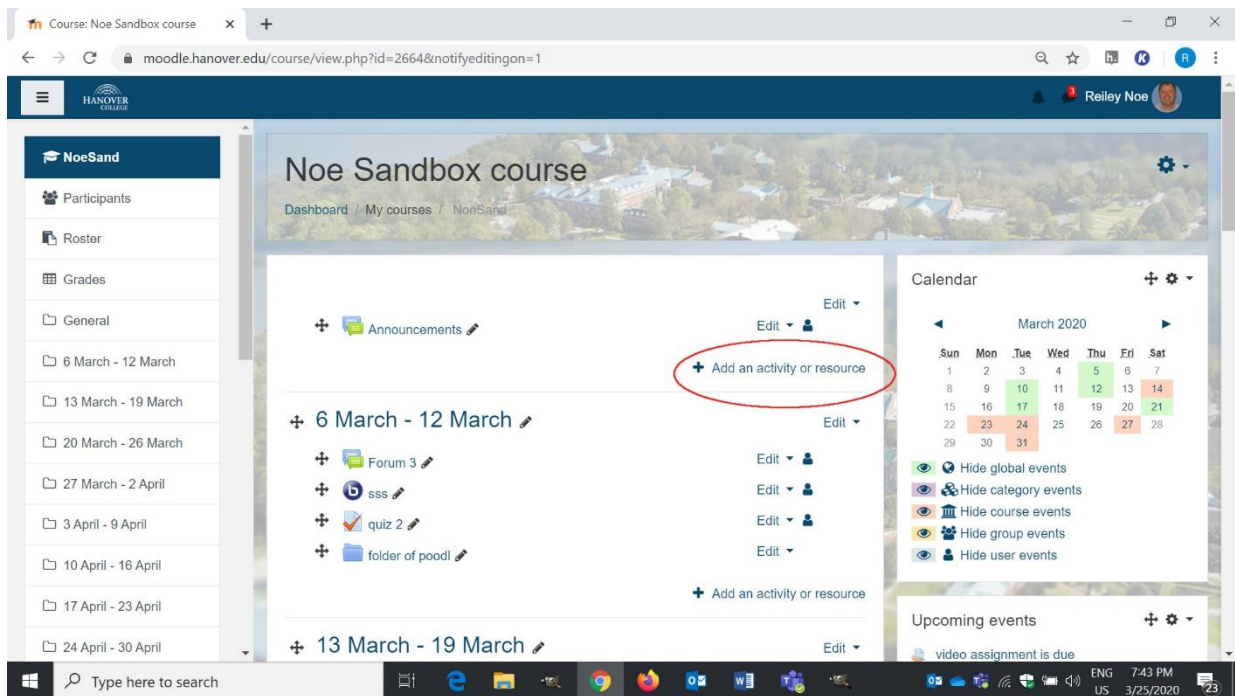 Course: Noe Sandbox course
moodle.hanover.edu/course/view.php?id=2664&notifyeditingon=1
HANOVER
COLLEGE
3
Reiley Noe
R
NoeSand
Participants
Roster
Grades
General
6 March - 12 March
13 March - 19 March
20 March - 26 March
27 March - 2 April
3 April - 9 April
10 April - 16 April
17 April - 23 April
24 April - 30 April
Noe Sandbox course
Dashboard / My courses / NoeSand
Edit
Announcements Edit
+ Add an activity or resource
6 March - 12 March Edit
Forum 3 Edit
b sss Edit
quiz 2 Edit
folder of poodl Edit
+ Add an activity or resource
13 March - 19 March Edit
Calendar
March 2020
Sun Mon Tue Wed Thu Fri Sat
1 2 3 4 5 6 7
8 9 10 11 12 13 14
15 16 17 18 19 20 21
22 23 24 25 26 27 28
29 30 31
Hide global events
Hide category events
Hide course events
Hide group events
Hide user events
Upcoming events
video assignment is due
Type here to search
ENG 7:43 PM
US 3/25/2020
23